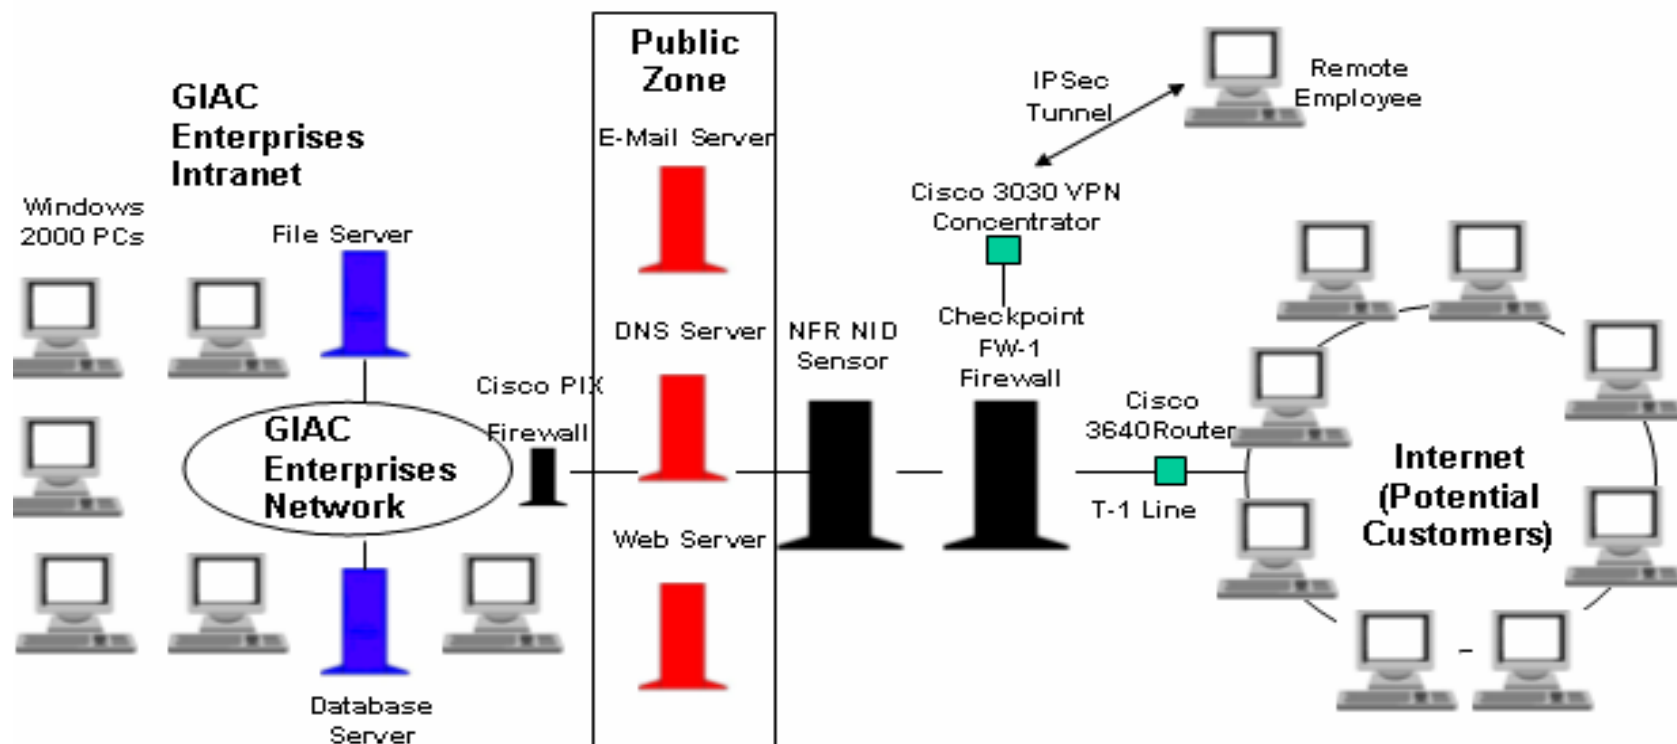 GIAC
Enterprises
Intranet
Windows
2000 PCs
File Server
GIAC
Enterprises
Network
Database
Server
Cisco PIX
Firewall
Public
Zone
E-Mail Server
DNS Server
Web Server
NFR NID
Sensor
Checkpoint
FW-1
Firewall
Cisco 3030 VPN
Concentrator
IPSec
Tunnel
Remote
Employee
Cisco
3640Router
T-1 Line
Internet
(Potential
Customers)